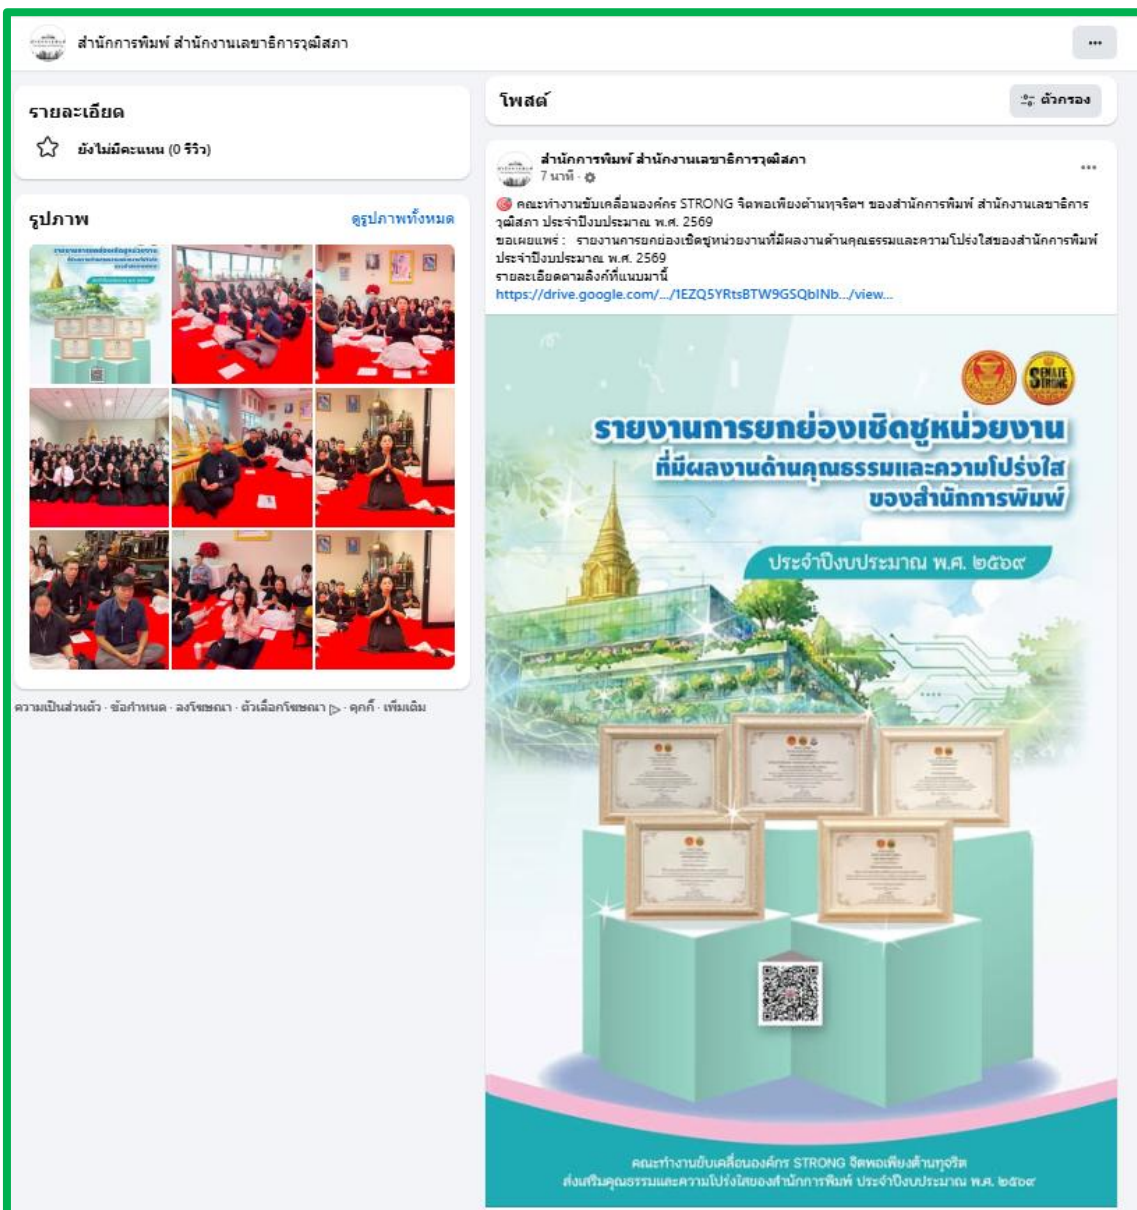 สำนักการพิมพ์ สำนักงานเลขาธิการวุฒิสภา
รายละเอียด
ยังไม่มีคะแนน (0 รีวิว)
รูปภาพ
ดูรูปภาพทั้งหมด
ความเป็นส่วนตัว · ข้อกำหนด · ลงโฆษณา · ตัวเลือกโฆษณา · คุกกี้ · เพิ่มเติม
โพสต์
ตัวกรอง
สำนักการพิมพ์ สำนักงานเลขาธิการวุฒิสภา
7 นาที ·
🎯 คณะทำงานขับเคลื่อนองค์กร STRONG จิตพอเพียงต้านทุจริตฯ ของสำนักการพิมพ์ สำนักงานเลขาธิการ
วุฒิสภา ประจำปีงบประมาณ พ.ศ. 2569
ขอเผยแพร่ : รายงานการยกย่องเชิดชูหน่วยงานที่มีผลงานด้านคุณธรรมและความโปร่งใสของสำนักการพิมพ์
ประจำปีงบประมาณ พ.ศ. 2569
รายละเอียดตามลิงก์ที่แนบมานี้
https://drive.google.com/.../1EZQ5YRtsBTW9GSQbINb.../view...
SENATE
STRONG
รายงานการยกย่องเชิดชูหน่วยงาน
ที่มีผลงานด้านคุณธรรมและความโปร่งใส
ของสำนักการพิมพ์
ประจำปีงบประมาณ พ.ศ. ๒๕๖๙
คณะทำงานขับเคลื่อนองค์กร STRONG จิตพอเพียงต้านทุจริต
ส่งเสริมคุณธรรมและความโปร่งใสของสำนักการพิมพ์ ประจำปีงบประมาณ พ.ศ. ๒๕๖๙